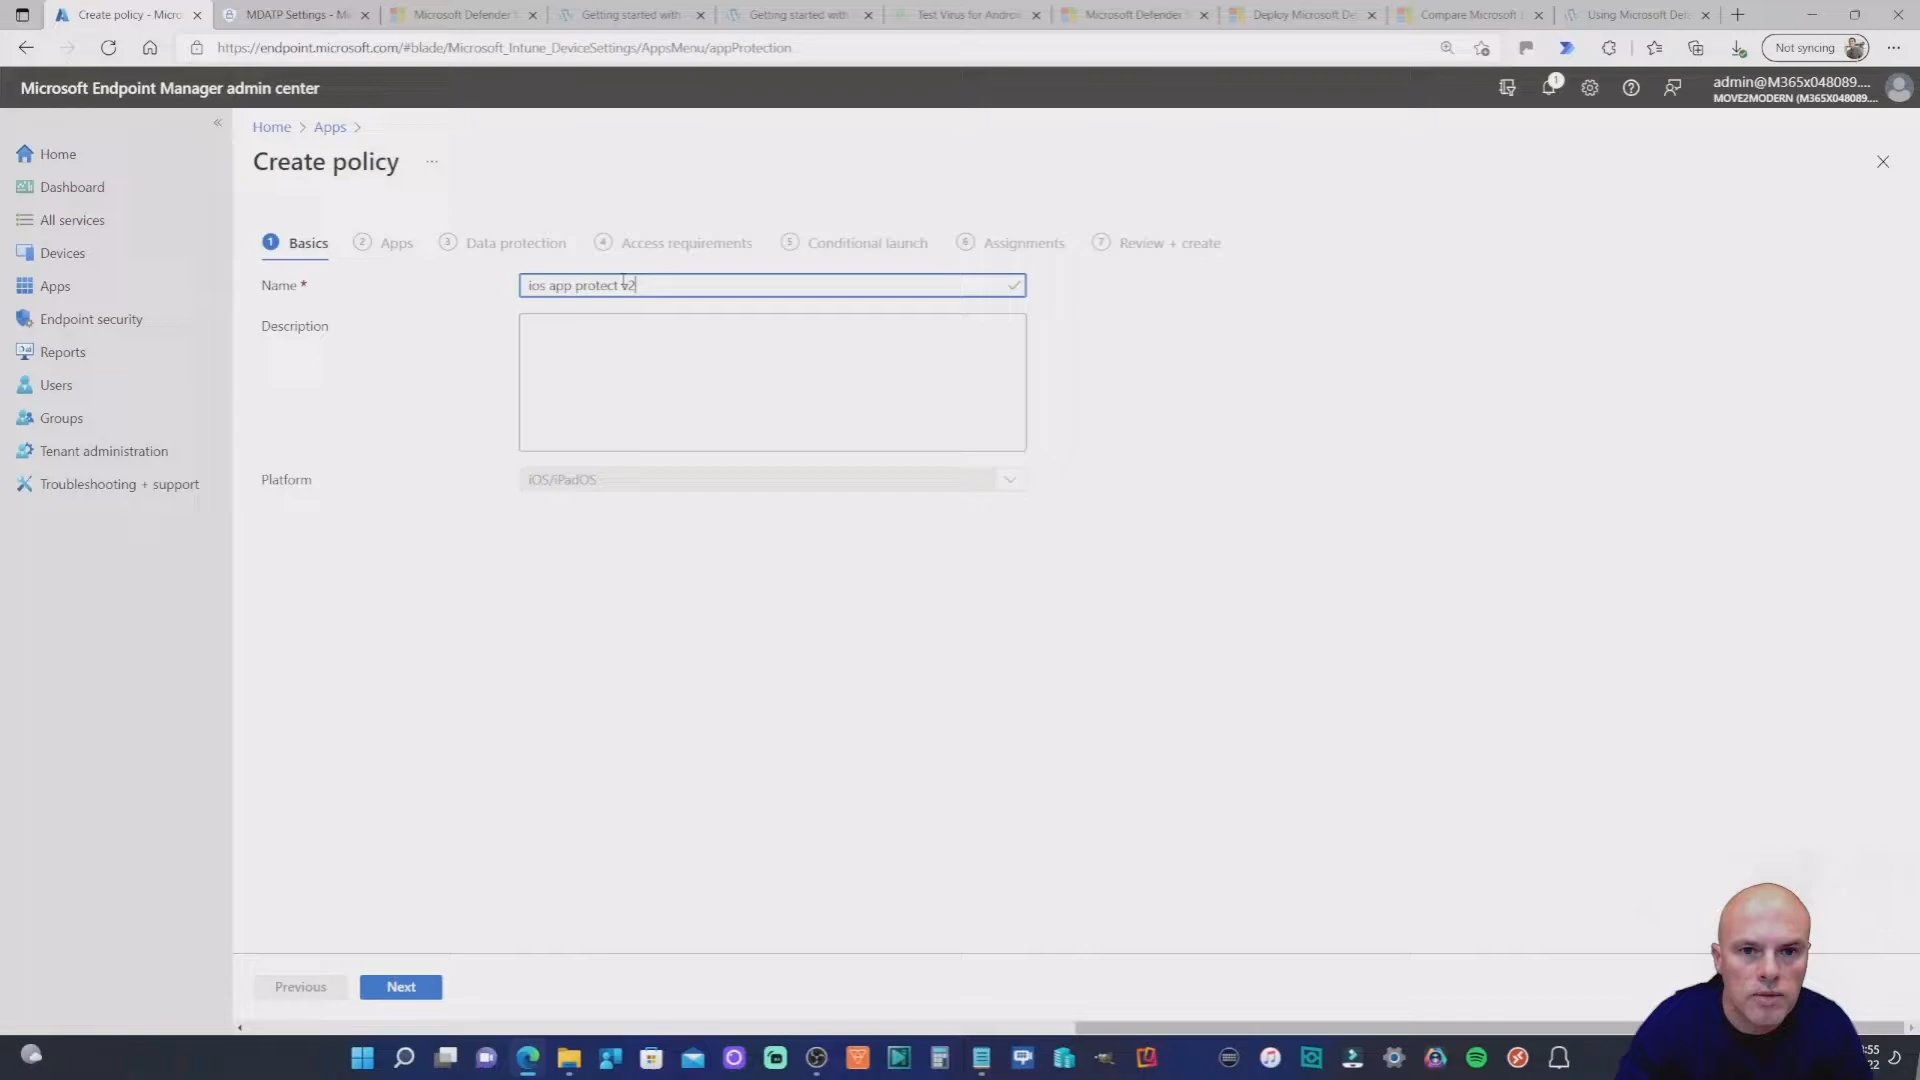 Create policy - Micro
MDATP Settings - Mi
Microsoft Defender
Getting started with
Getting started with
Test Virus for Androi
Microsoft Defender
Deploy Microsoft De
Compare Microsoft
Using Microsoft Def
https://endpoint.microsoft.com/#blade/Microsoft_Intune_DeviceSettings/AppsMenu/appProtection
Not syncing
Microsoft Endpoint Manager admin center
1
admin@M365x048089....
MOVE2MODERN (M365X048089....
Home > Apps >
Create policy ...
Home
Dashboard
All services
Devices
Apps
Endpoint security
Reports
Users
Groups
Tenant administration
Troubleshooting + support
1 Basics
2 Apps
3 Data protection
4 Access requirements
5 Conditional launch
6 Assignments
7 Review + create
Name *
ios app protect v2
Description
Platform
iOS/iPadOS
Previous
Next
:55
22